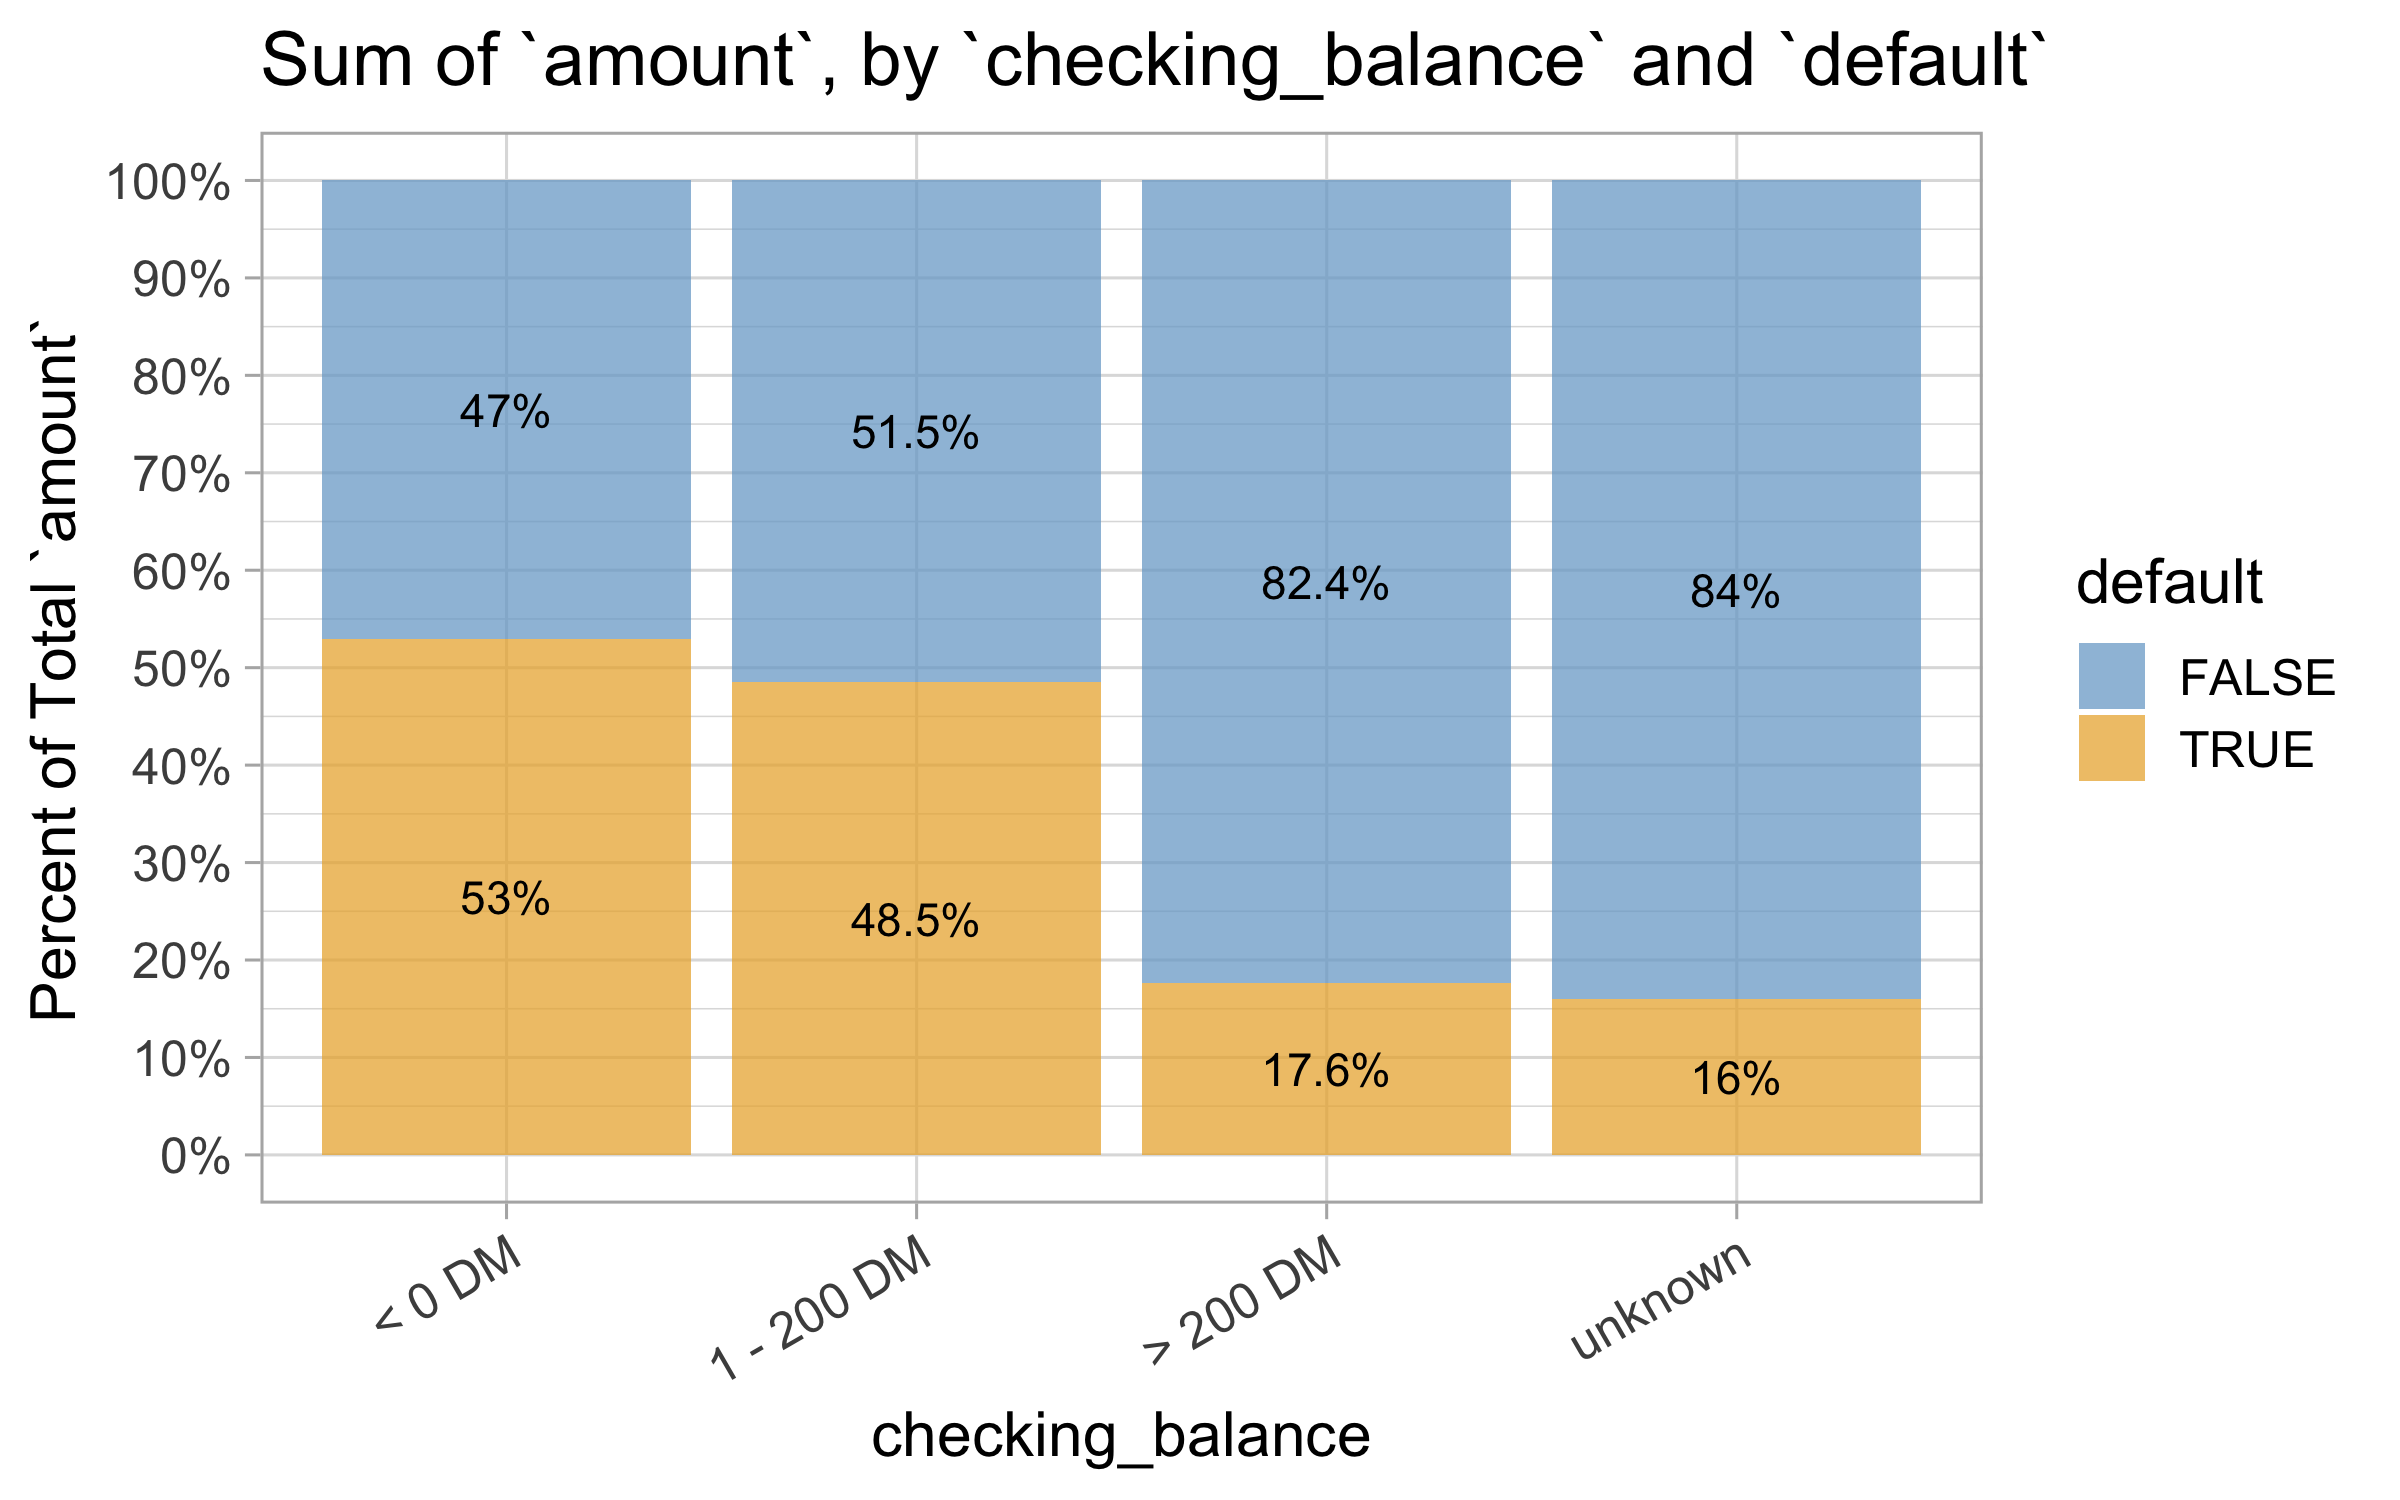 Sum of `amount`, by `checking_balance` and `default`
Percent of Total `amount`
100%
90%
80%
70%
60%
50%
40%
30%
20%
10%
0%
47%
51.5%
82.4%
84%
53%
48.5%
17.6%
16%
< 0 DM
1 - 200 DM
> 200 DM
unknown
checking_balance
default
FALSE
TRUE